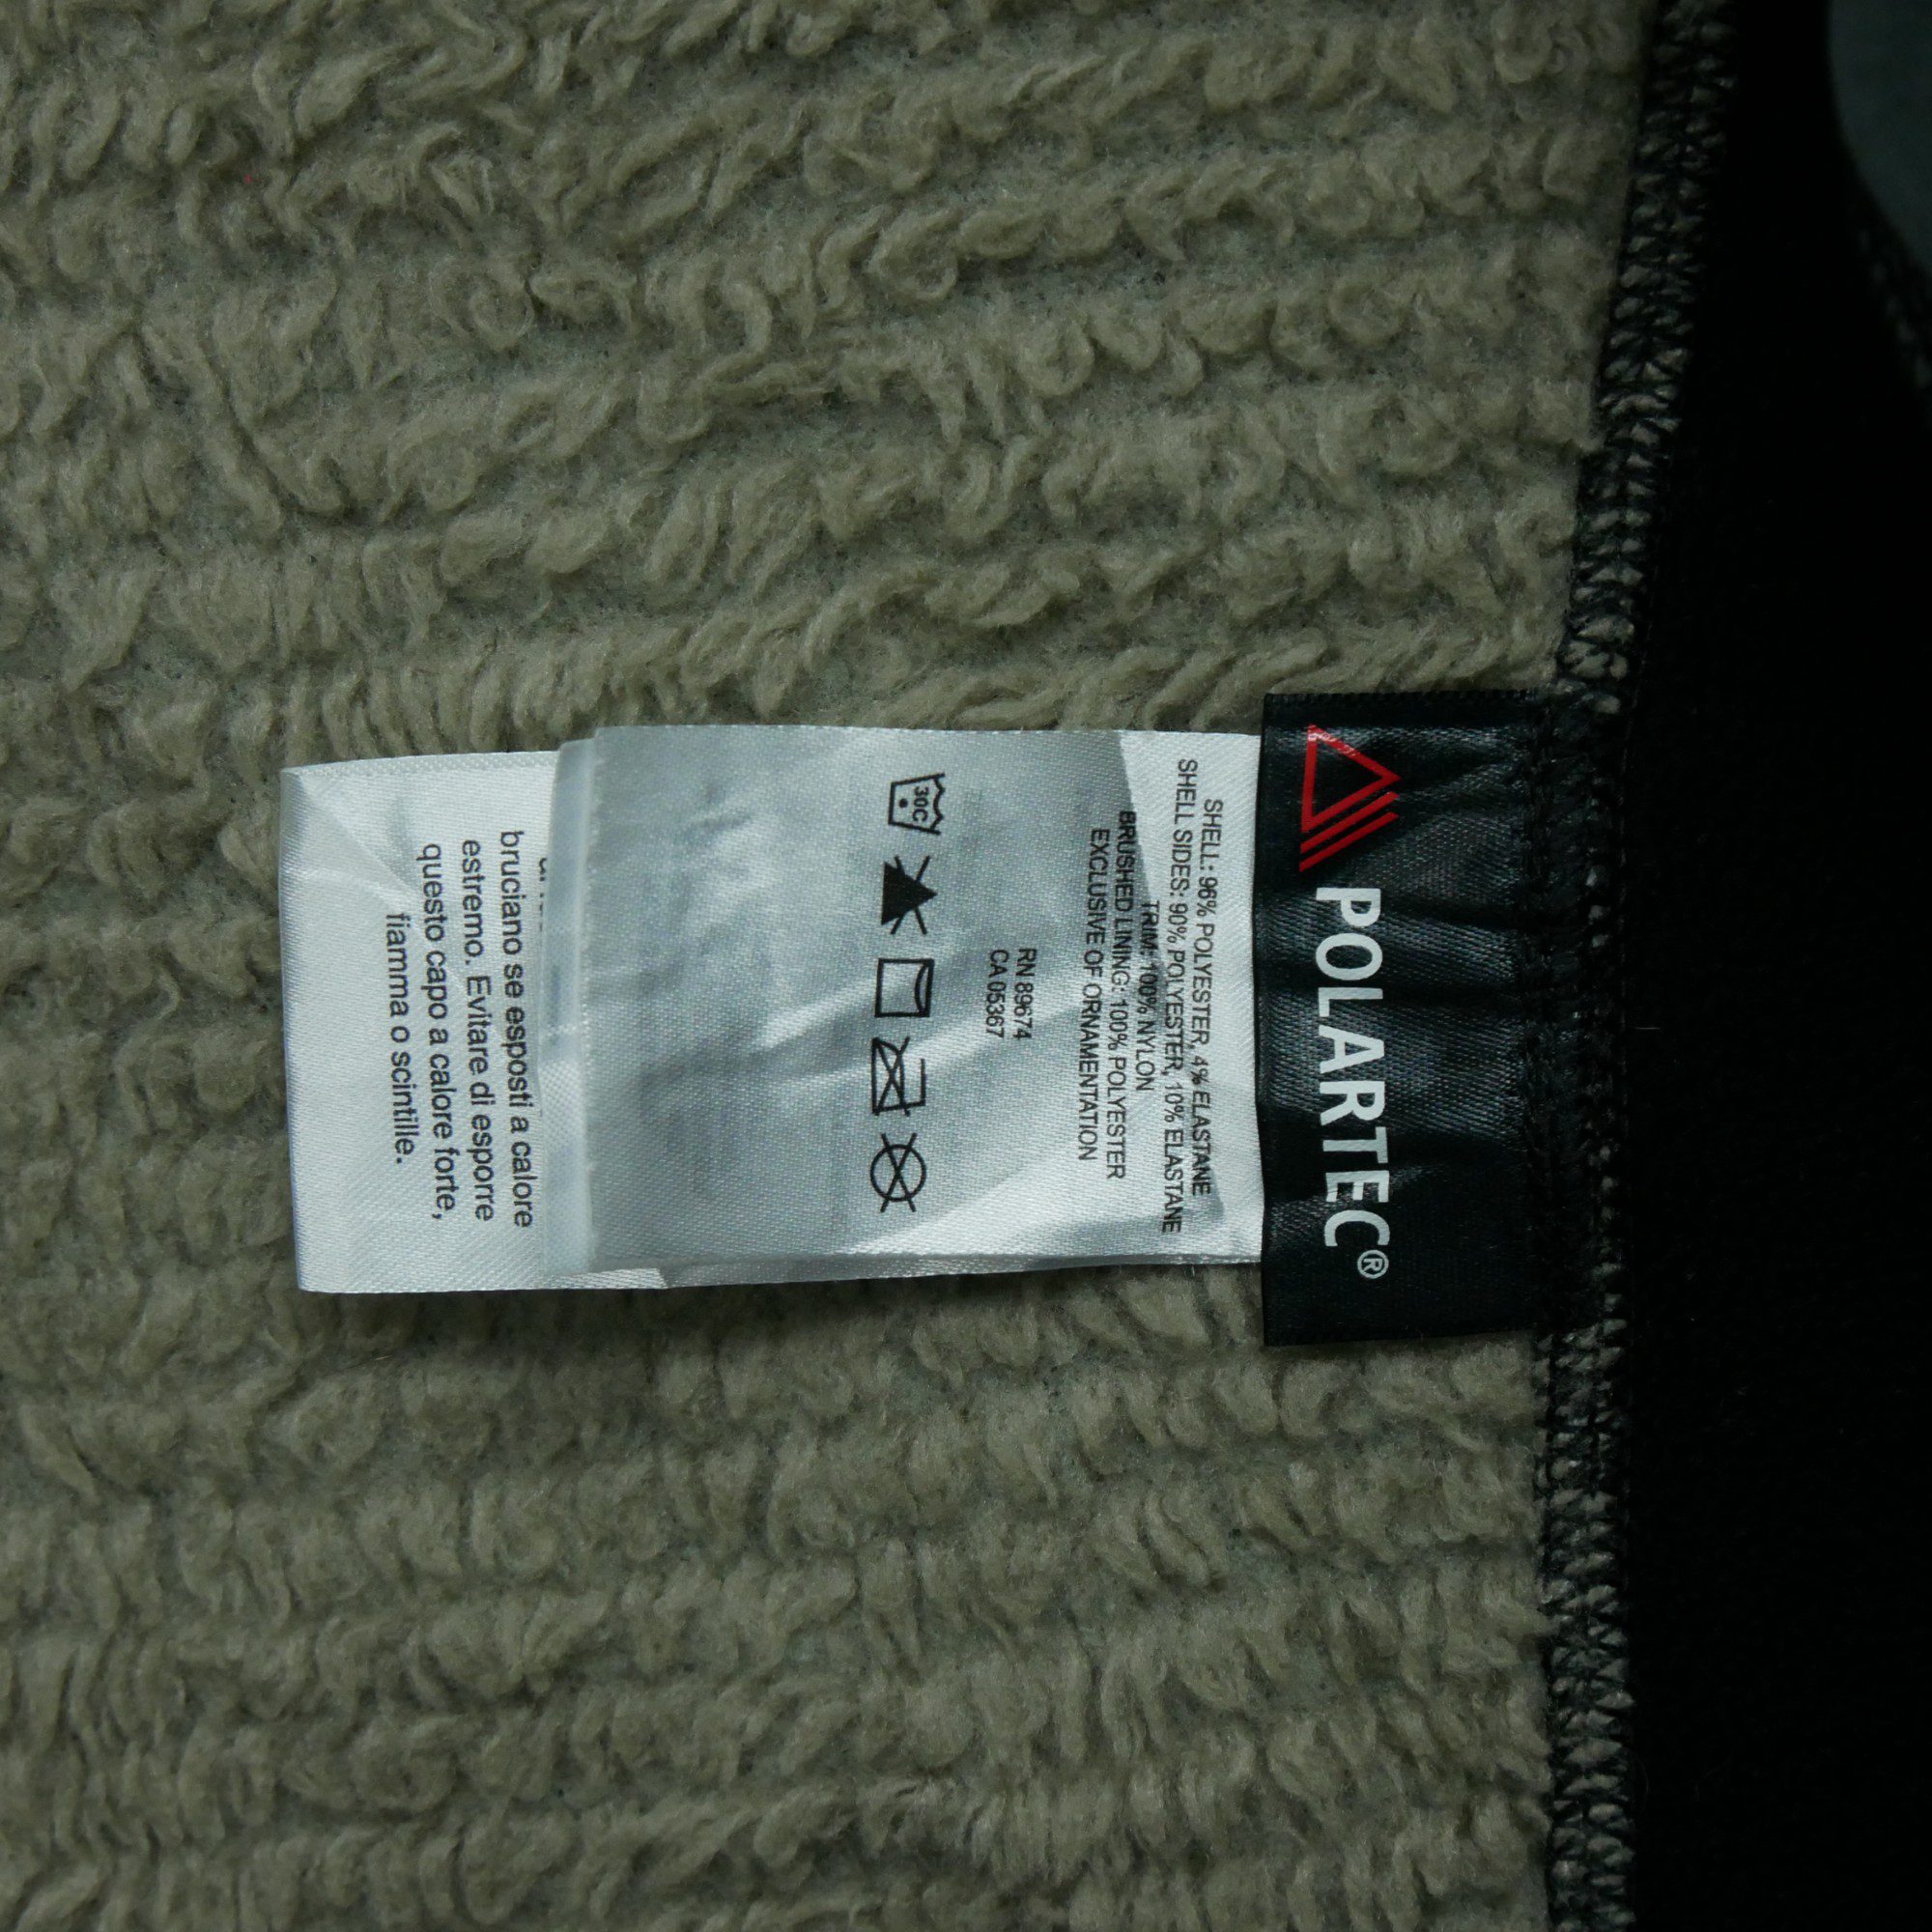 POLARTEC®
SHELL: 96% POLYESTER, 4% ELASTANE
SHELL SIDES: 90% POLYESTER, 10% ELASTANE
TRIM: 100% NYLON
BRUSHED LINING: 100% POLYESTER
EXCLUSIVE OF ORNAMENTATION
RN 89674
CA 05367
30C
bruciano se esposti a calore
estremo. Evitare di esporre
questo capo a calore forte,
fiamma o scintille.